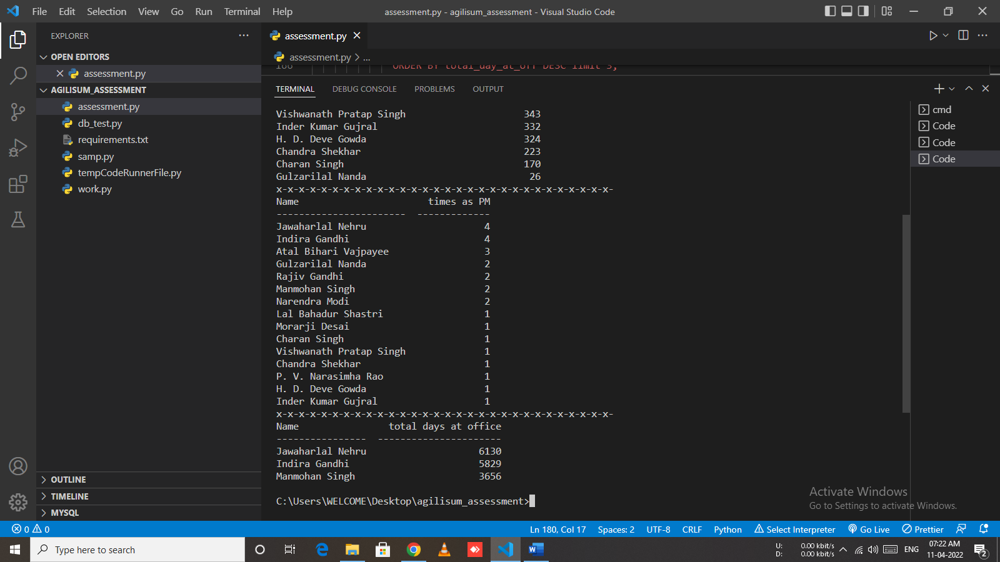 File Edit Selection View Go Run Terminal Help
assessment.py - agilisum_assessment - Visual Studio Code
EXPLORER
OPEN EDITORS
assessment.py
AGILISUM_ASSESSMENT
assessment.py
db_test.py
requirements.txt
samp.py
tempCodeRunnerFile.py
work.py
OUTLINE
TIMELINE
MYSQL
assessment.py
assessment.py > ...
166 ORDER BY total_day_at_off DESC limit 3;
TERMINAL DEBUG CONSOLE PROBLEMS OUTPUT
Vishwanath Pratap Singh 343
Inder Kumar Gujral 332
H. D. Deve Gowda 324
Chandra Shekhar 223
Charan Singh 170
Gulzarilal Nanda 26
x-x-x-x-x-x-x-x-x-x-x-x-x-x-x-x-x-x-x-x-x-x-x-x-x-x-x-x-x-x-
Name times as PM
----------------------- -------------
Jawaharlal Nehru 4
Indira Gandhi 4
Atal Bihari Vajpayee 3
Gulzarilal Nanda 2
Rajiv Gandhi 2
Manmohan Singh 2
Narendra Modi 2
Lal Bahadur Shastri 1
Morarji Desai 1
Charan Singh 1
Vishwanath Pratap Singh 1
Chandra Shekhar 1
P. V. Narasimha Rao 1
H. D. Deve Gowda 1
Inder Kumar Gujral 1
x-x-x-x-x-x-x-x-x-x-x-x-x-x-x-x-x-x-x-x-x-x-x-x-x-x-x-x-x-x-
Name total days at office
---------------- ----------------------
Jawaharlal Nehru 6130
Indira Gandhi 5829
Manmohan Singh 3656
C:\Users\WELCOME\Desktop\agilisum_assessment>
cmd
Code
Code
Code
Activate Windows
Go to Settings to activate Windows.
0 0
Ln 180, Col 17 Spaces: 2 UTF-8 CRLF Python Select Interpreter Go Live Prettier
Type here to search
U: 0.00 kbit/s
D: 0.00 kbit/s
ENG
07:22 AM
11-04-2022
2